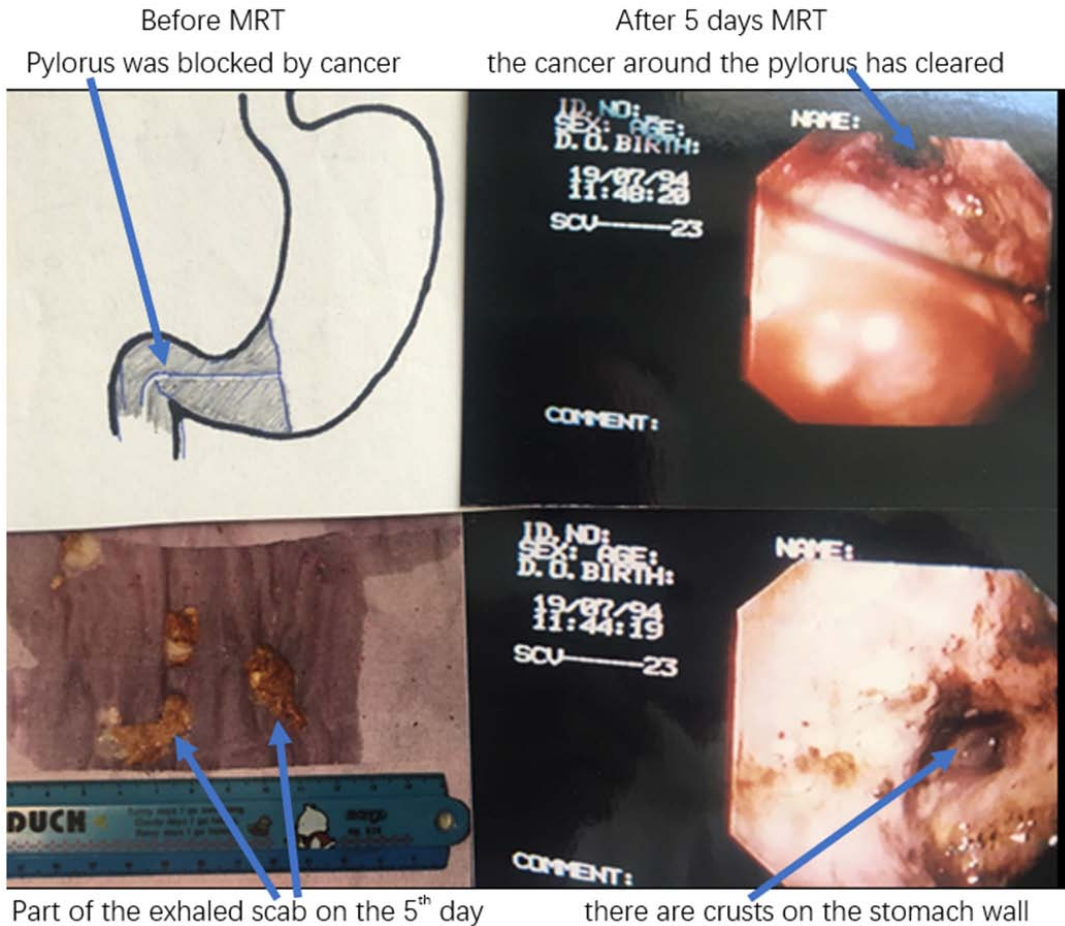 Before MRT
Pylorus was blocked by cancer
After 5 days MRT
the cancer around the pylorus has cleared
ID. NO:
SEX: AGE:
D. O. BIRTH:
NAME:
19/07/94
11:48:20
SCV-----23
COMMENT:
ID. NO:
SEX: AGE:
D. O. BIRTH:
NAME:
19/07/94
11:44:19
SCV-----23
COMMENT:
DUCH
Part of the exhaled scab on the 5th day
there are crusts on the stomach wall